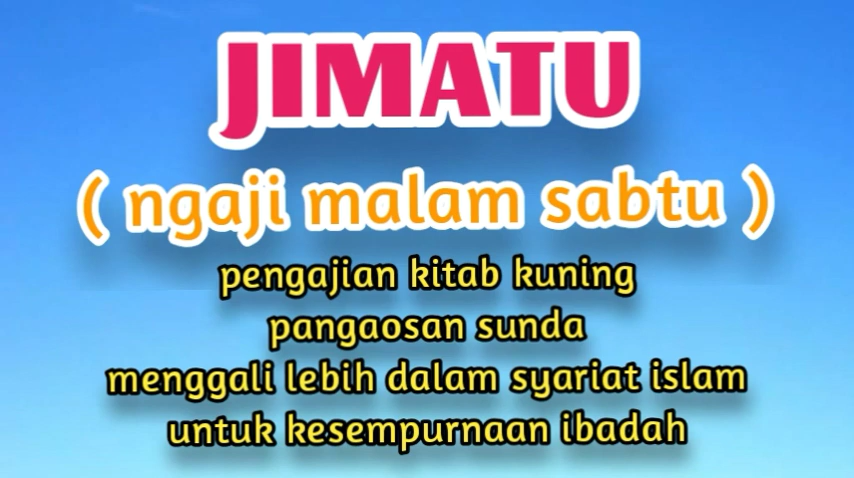 JIMATU
( ngaji malam sabtu )
pengajian kitab kuning
pangaosan sunda
menggali lebih dalam syariat islam
untuk kesempurnaan ibadah